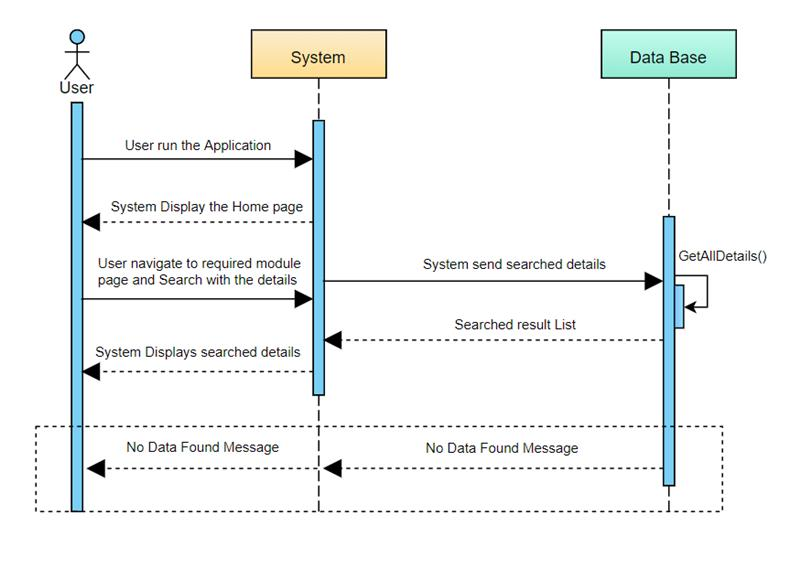 User
System
Data Base
User run the Application
System Display the Home page
User navigate to required module
page and Search with the details
System send searched details
GetAllDetails()
Searched result List
System Displays searched details
No Data Found Message
No Data Found Message